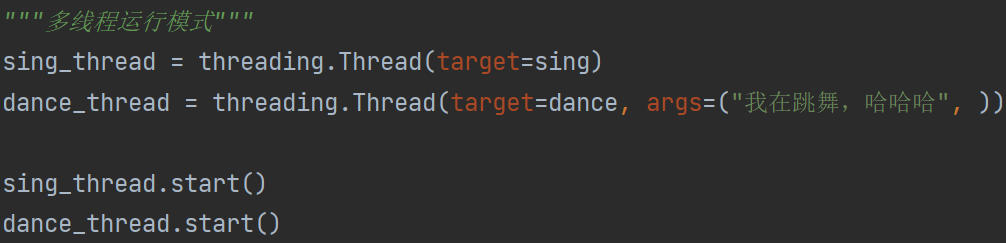 """多线程运行模式"""
sing_thread = threading.Thread(target=sing)
dance_thread = threading.Thread(target=dance, args=("我在跳舞，哈哈哈", ))
sing_thread.start()
dance_thread.start()